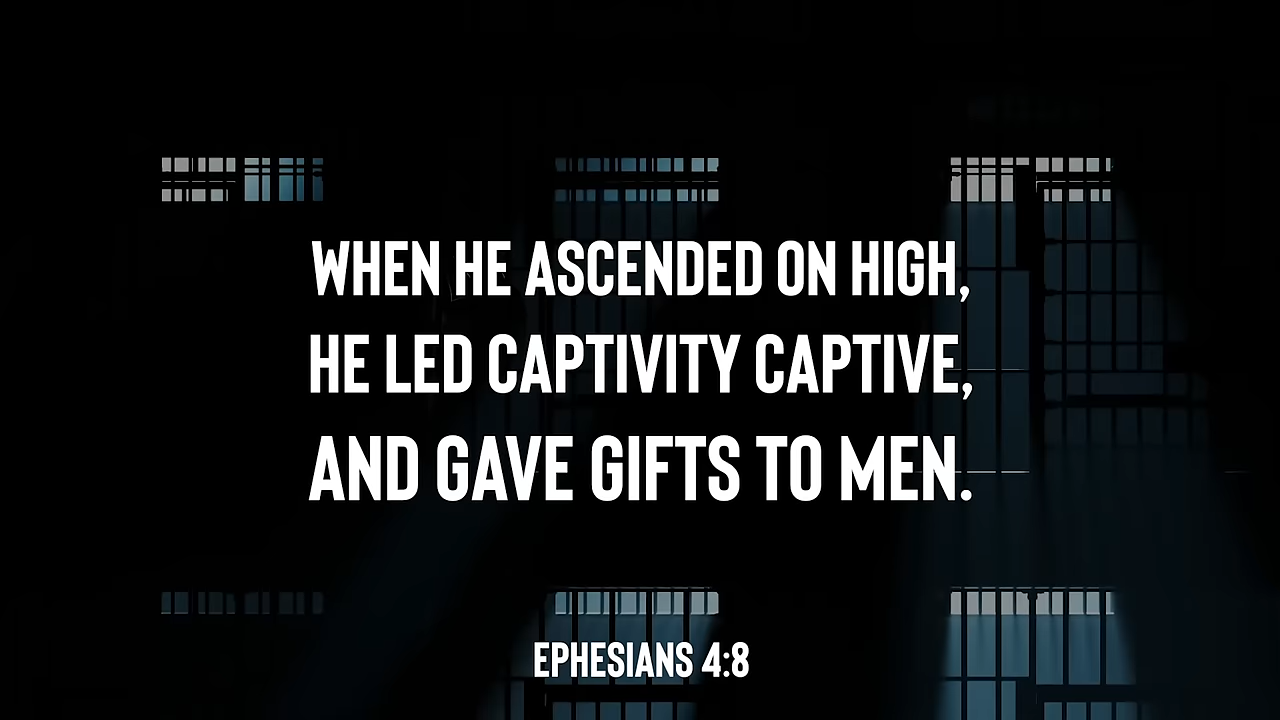 WHEN HE ASCENDED ON HIGH,
HE LED CAPTIVITY CAPTIVE,
AND GAVE GIFTS TO MEN.
EPHESIANS 4:8